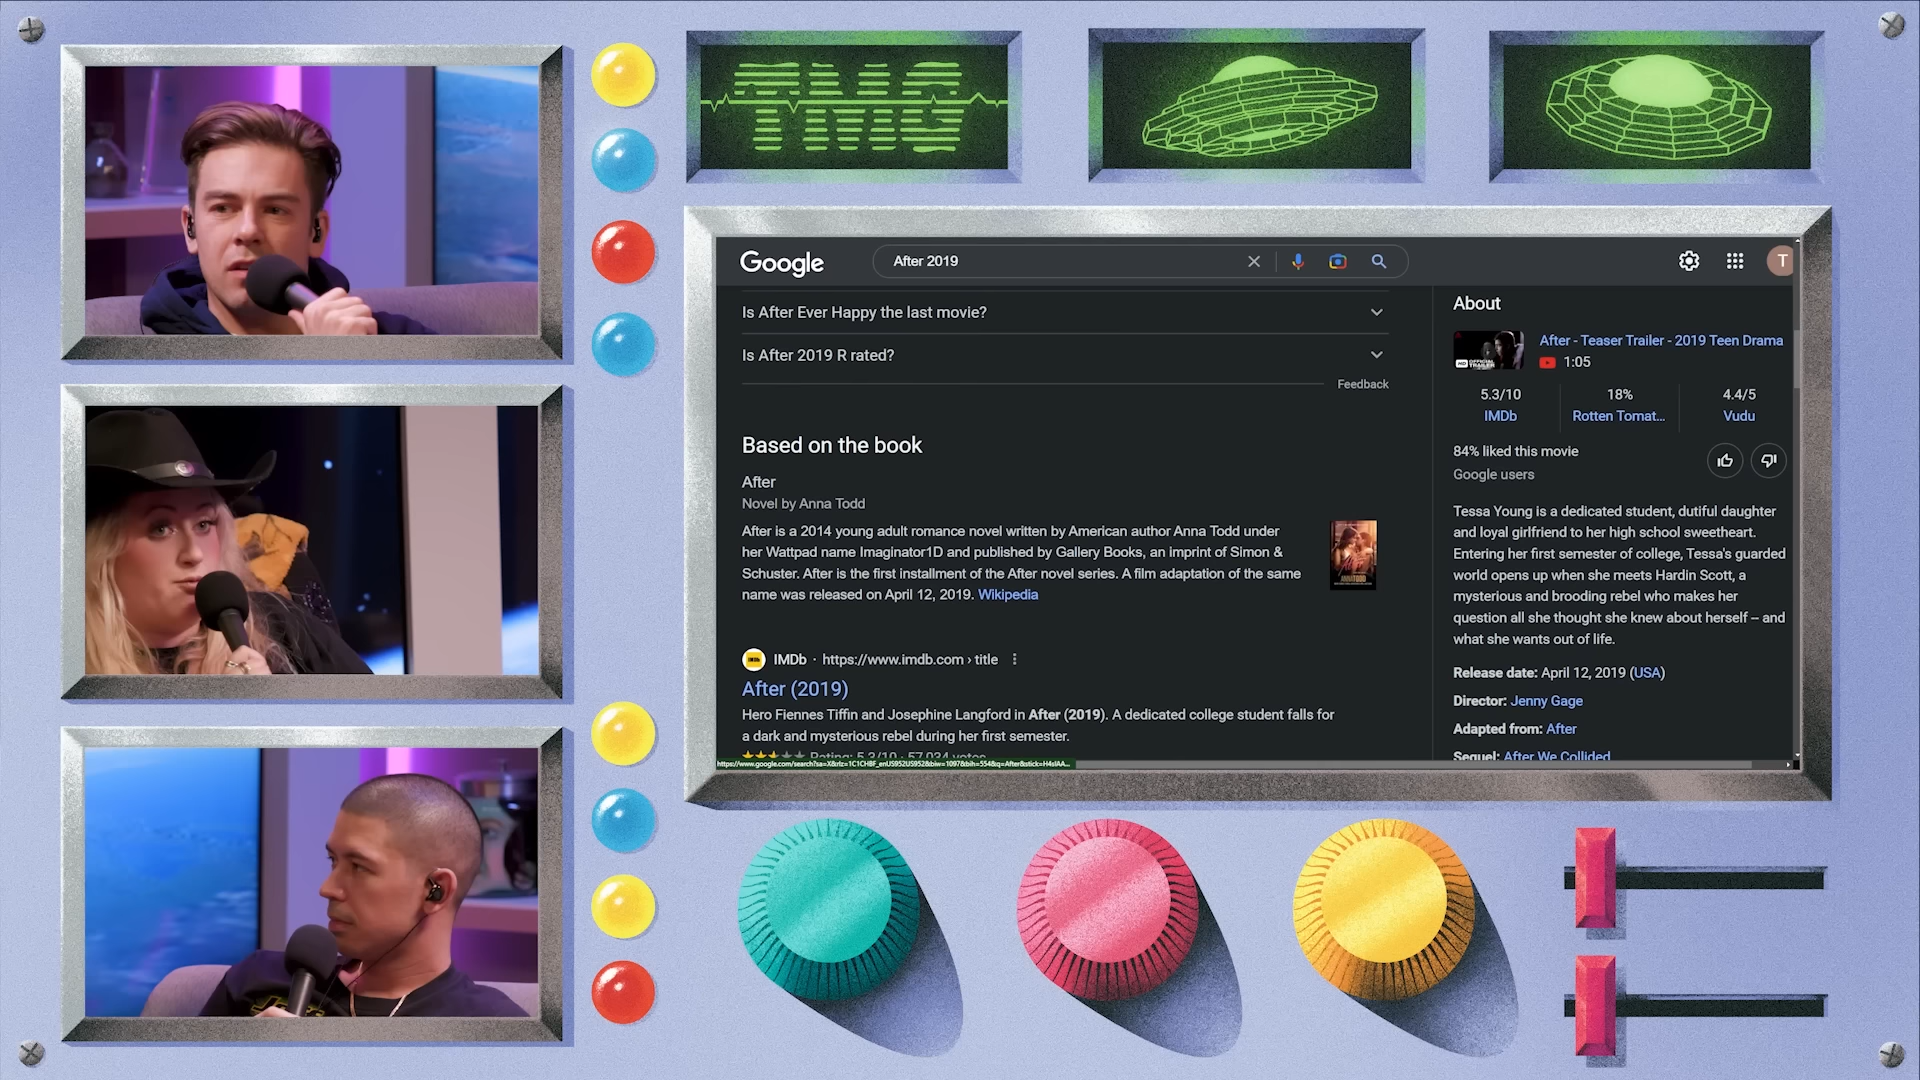 TMG
Google
After 2019
T
Is After Ever Happy the last movie?
Is After 2019 R rated?
Feedback
Based on the book
After
Novel by Anna Todd
After is a 2014 young adult romance novel written by American author Anna Todd under
her Wattpad name Imaginator1D and published by Gallery Books, an imprint of Simon &
Schuster. After is the first installment of the After novel series. A film adaptation of the same
name was released on April 12, 2019. Wikipedia
IMDb · https://www.imdb.com › title
After (2019)
Hero Fiennes Tiffin and Josephine Langford in After (2019). A dedicated college student falls for
a dark and mysterious rebel during her first semester.
Rating: 5.3/10 · 57,034 votes
About
After - Teaser Trailer - 2019 Teen Drama
1:05
5.3/10
IMDb
18%
Rotten Tomat...
4.4/5
Vudu
84% liked this movie
Google users
Tessa Young is a dedicated student, dutiful daughter
and loyal girlfriend to her high school sweetheart.
Entering her first semester of college, Tessa's guarded
world opens up when she meets Hardin Scott, a
mysterious and brooding rebel who makes her
question all she thought she knew about herself -- and
what she wants out of life.
Release date: April 12, 2019 (USA)
Director: Jenny Gage
Adapted from: After
Sequel: After We Collided